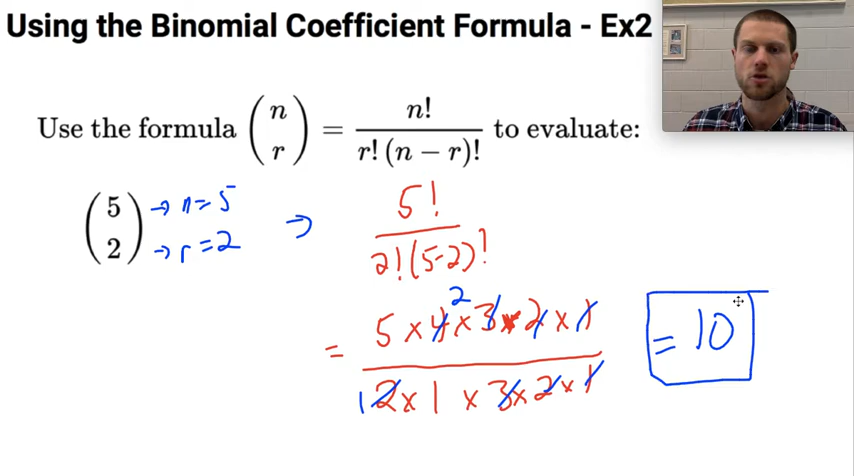 Using the Binomial Coefficient Formula - Ex2
Use the formula (n r) = n! / r! (n − r)! to evaluate:
(5 2) → n = 5
→ r = 2
→ 5! / 2!(5-2)!
= 5 × 4 2 × 3 × 2 × 1 / 1 2 × 1 × 3 × 2 × 1
= 10